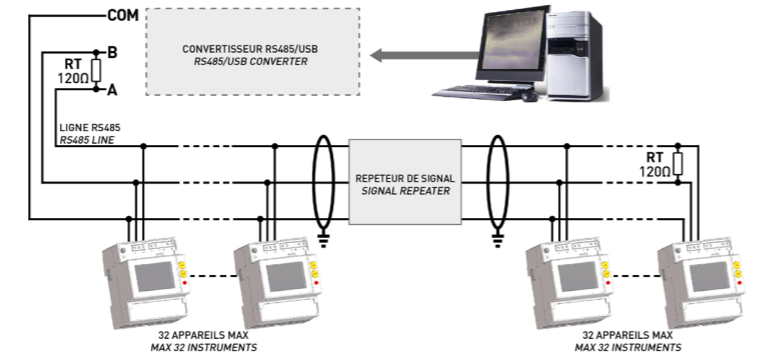 COM
B
RT
120Ω
A
CONVERTISSEUR RS485/USB
RS485/USB CONVERTER
LIGNE RS485
RS485 LINE
REPETEUR DE SIGNAL
SIGNAL REPEATER
RT
120Ω
32 APPAREILS MAX
MAX 32 INSTRUMENTS
32 APPAREILS MAX
MAX 32 INSTRUMENTS